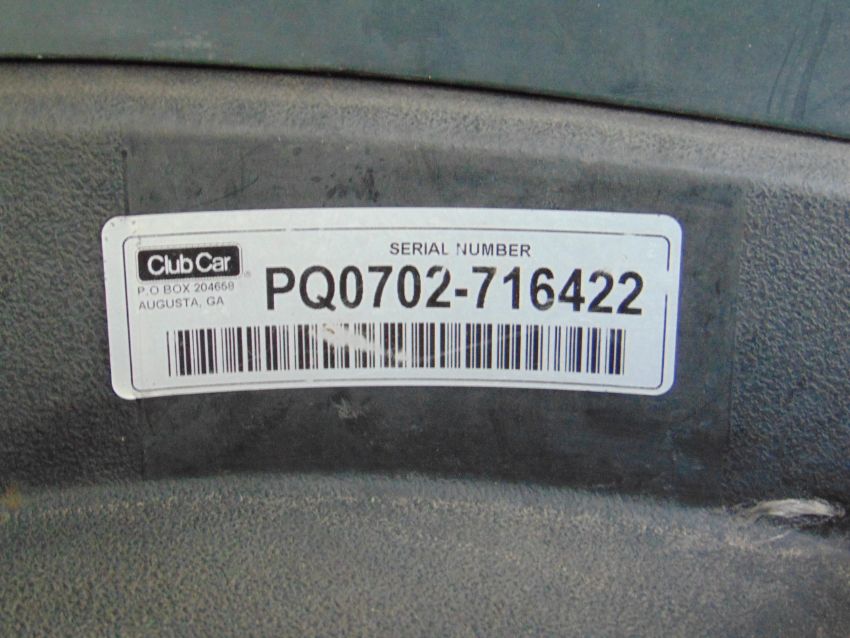 Club Car®
SERIAL NUMBER
P.O BOX 204658
AUGUSTA, GA
PQ0702-716422